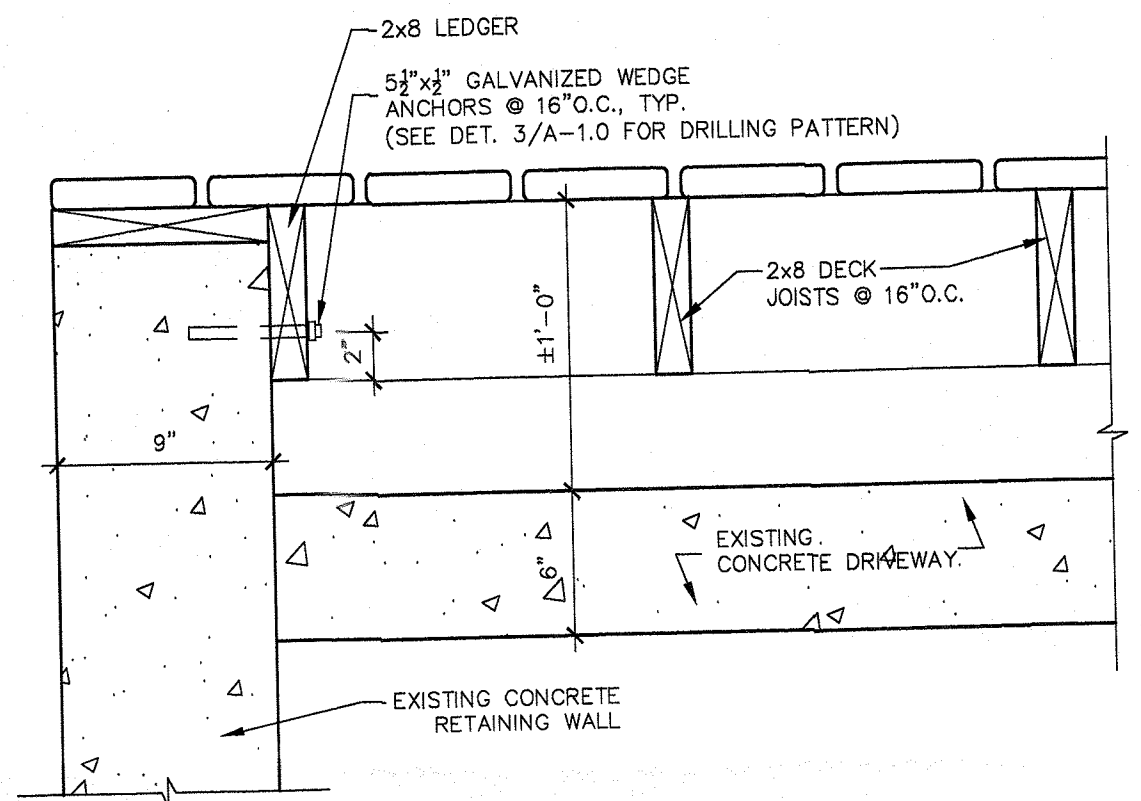 2x8 LEDGER
5½"x½" GALVANIZED WEDGE
ANCHORS @ 16"O.C., TYP.
(SEE DET. 3/A-1.0 FOR DRILLING PATTERN)
2x8 DECK
JOISTS @ 16"O.C.
±1'-0"
2"
9"
6"
EXISTING
CONCRETE DRIVEWAY
EXISTING CONCRETE
RETAINING WALL